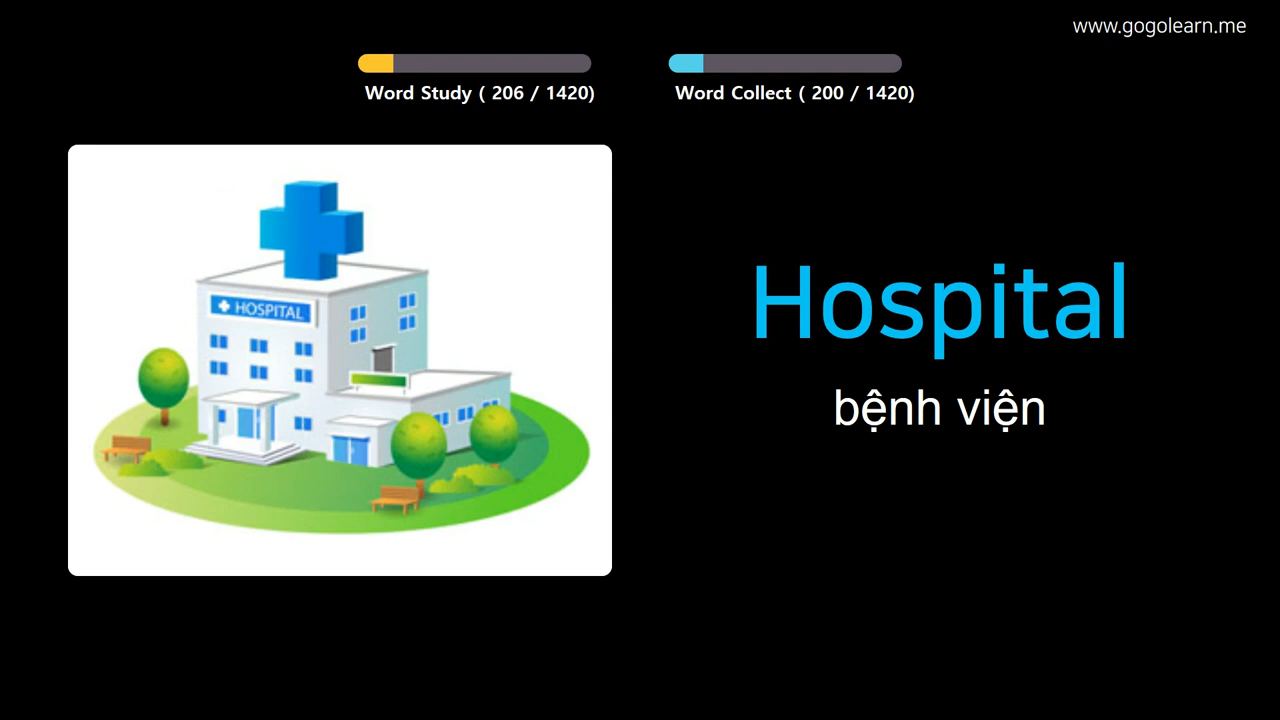 www.gogolearn.me
Word Study ( 206 / 1420)
Word Collect ( 200 / 1420)
HOSPITAL
Hospital
bệnh viện